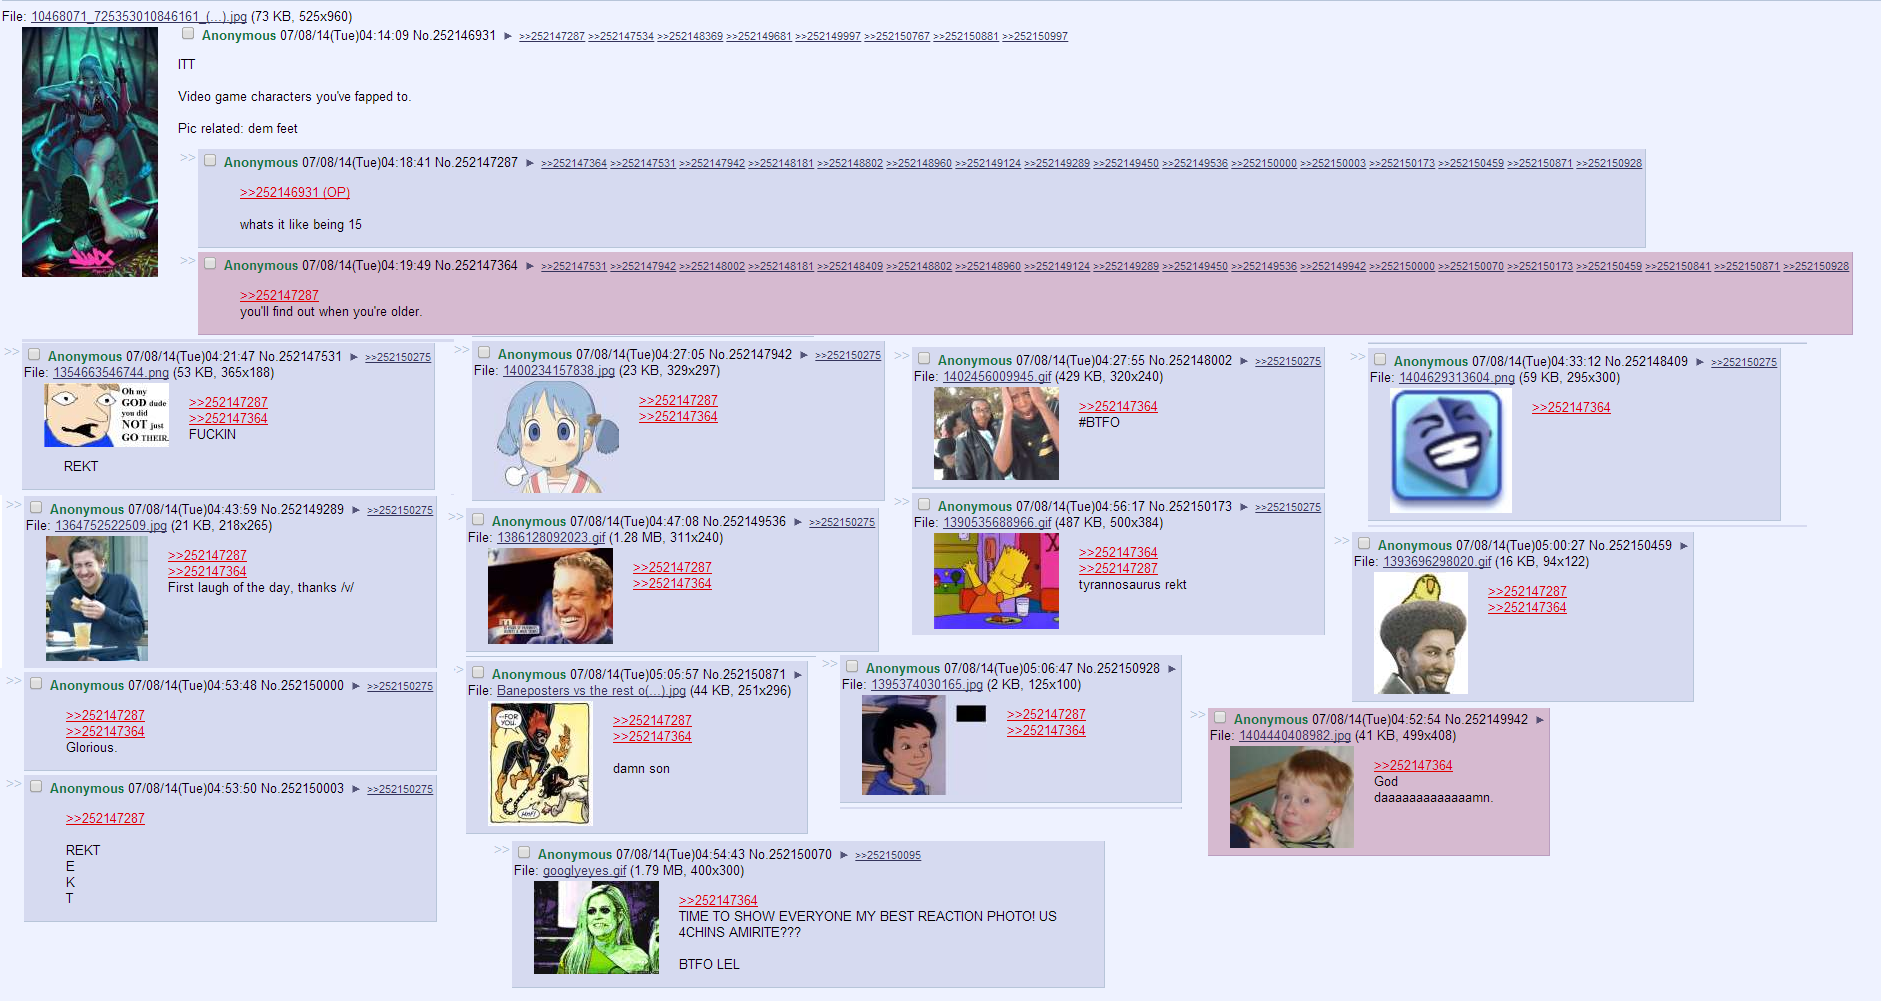 File: 10468071_725353010846161_(...).jpg (73 KB, 525x960)
Anonymous 07/08/14(Tue)04:14:09 No.252146931 ► >>252147287 >>252147534 >>252148369 >>252149681 >>252149997 >>252150767 >>252150881 >>252150997
ITT
Video game characters you've fapped to.
Pic related: dem feet
JINX
>> Anonymous 07/08/14(Tue)04:18:41 No.252147287 ► >>252147364 >>252147531 >>252147942 >>252148181 >>252148802 >>252148960 >>252149124 >>252149289 >>252149450 >>252149536 >>252150000 >>252150003 >>252150173 >>252150459 >>252150871 >>252150928
>>252146931 (OP)
whats it like being 15
>> Anonymous 07/08/14(Tue)04:19:49 No.252147364 ► >>252147531 >>252147942 >>252148002 >>252148181 >>252148409 >>252148802 >>252148960 >>252149124 >>252149289 >>252149450 >>252149536 >>252149942 >>252150000 >>252150070 >>252150173 >>252150459 >>252150841 >>252150871 >>252150928
>>252147287
you'll find out when you're older.
>> Anonymous 07/08/14(Tue)04:21:47 No.252147531 ► >>252150275
File: 1354663546744.png (53 KB, 365x188)
Oh my
GOD dude
you did
NOT just
GO THEIR.
>>252147287
>>252147364
FUCKIN
REKT
>> Anonymous 07/08/14(Tue)04:27:05 No.252147942 ► >>252150275
File: 1400234157838.jpg (23 KB, 329x297)
>>252147287
>>252147364
>> Anonymous 07/08/14(Tue)04:27:55 No.252148002 ► >>252150275
File: 1402456009945.gif (429 KB, 320x240)
>>252147364
#BTFO
>> Anonymous 07/08/14(Tue)04:33:12 No.252148409 ► >>252150275
File: 1404629313604.png (59 KB, 295x300)
>>252147364
>> Anonymous 07/08/14(Tue)04:43:59 No.252149289 ► >>252150275
File: 1364752522509.jpg (21 KB, 218x265)
>>252147287
>>252147364
First laugh of the day, thanks /v/
>> Anonymous 07/08/14(Tue)04:47:08 No.252149536 ► >>252150275
File: 1386128092023.gif (1.28 MB, 311x240)
>>252147287
>>252147364
>> Anonymous 07/08/14(Tue)04:56:17 No.252150173 ► >>252150275
File: 1390535688966.gif (487 KB, 500x384)
>>252147364
>>252147287
tyrannosaurus rekt
>> Anonymous 07/08/14(Tue)05:00:27 No.252150459 ►
File: 1393696298020.gif (16 KB, 94x122)
>>252147287
>>252147364
>> Anonymous 07/08/14(Tue)04:53:48 No.252150000 ► >>252150275
>>252147287
>>252147364
Glorious.
>> Anonymous 07/08/14(Tue)05:05:57 No.252150871 ►
File: Baneposters vs the rest o(...).jpg (44 KB, 251x296)
--FOR
YOU.
>>252147287
>>252147364
damn son
>> Anonymous 07/08/14(Tue)05:06:47 No.252150928 ►
File: 1395374030165.jpg (2 KB, 125x100)
>>252147287
>>252147364
>> Anonymous 07/08/14(Tue)04:52:54 No.252149942 ►
File: 1404440408982.jpg (41 KB, 499x408)
>>252147364
God
daaaaaaaaaaaaamn.
>> Anonymous 07/08/14(Tue)04:53:50 No.252150003 ► >>252150275
>>252147287
REKT
E
K
T
>> Anonymous 07/08/14(Tue)04:54:43 No.252150070 ► >>252150095
File: googlyeyes.gif (1.79 MB, 400x300)
>>252147364
TIME TO SHOW EVERYONE MY BEST REACTION PHOTO! US
4CHINS AMIRITE???
BTFO LEL